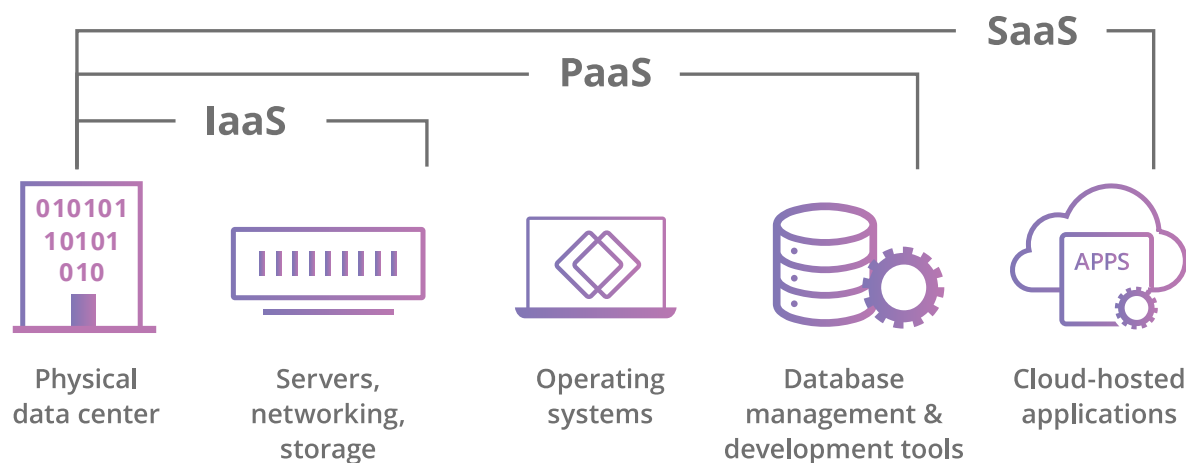 SaaS
PaaS
IaaS
010101
10101
010
APPS
Physical
data center
Servers,
networking,
storage
Operating
systems
Database
management &
development tools
Cloud-hosted
applications